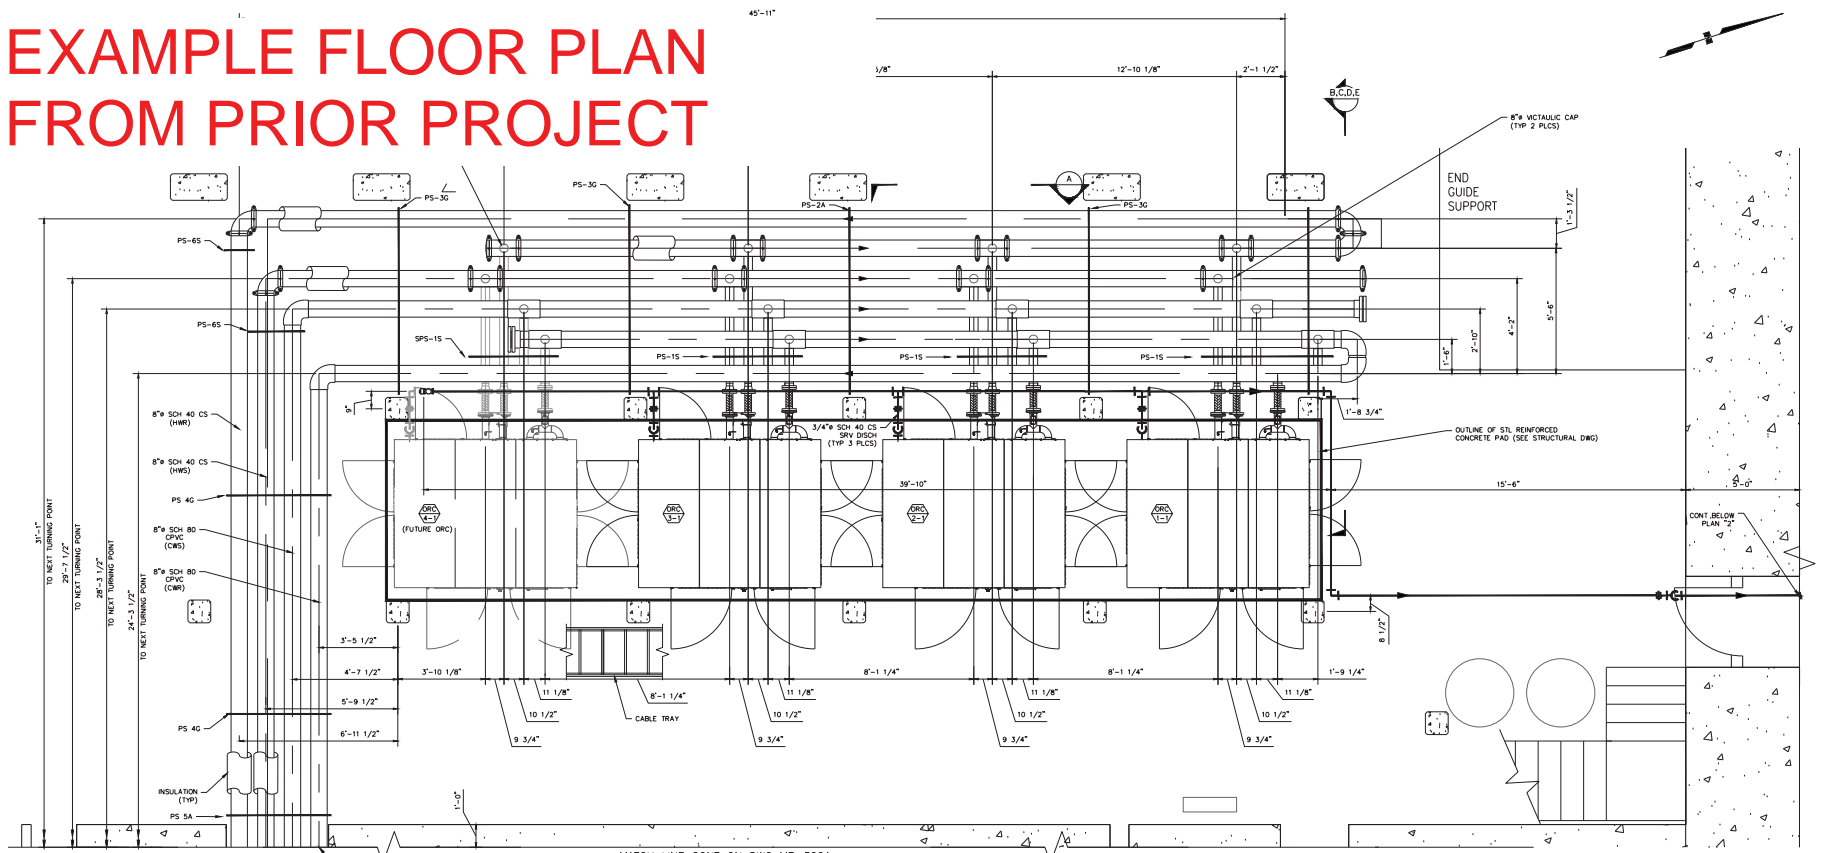 EXAMPLE FLOOR PLAN
FROM PRIOR PROJECT
45'-11"
12'-10 1/8"
2'-1 1/2"
B,C,D,E
8"ø VICTAULIC CAP
(TYP 2 PLCS)
END
GUIDE
SUPPORT
1'-3 1/2"
PS-3G
PS-3G
PS-2A
A
PS-3G
PS-6S
PS-6S
SPS-1S
PS-1S
PS-1S
PS-1S
1'-6"
2'-10"
4'-2"
5'-6"
9"
1'-8 3/4"
8"ø SCH 40 CS
(HWR)
3/4"ø SCH 40 CS
SRV DISCH
(TYP 3 PLCS)
OUTLINE OF STL REINFORCED
CONCRETE PAD (SEE STRUCTURAL DWG)
8"ø SCH 40 CS
(HWS)
39'-10"
15'-6"
5'-0"
PS 4G
ORC
4-1
(FUTURE ORC)
ORC
3-1
ORC
2-1
ORC
1-1
CONT. BELOW
PLAN "2"
8"ø SCH 80
CPVC
(CWS)
8"ø SCH 80
CPVC
(CWR)
31'-1"
TO NEXT TURNING POINT
29'-7 1/2"
TO NEXT TURNING POINT
28'-3 1/2"
TO NEXT TURNING POINT
24'-3 1/2"
TO NEXT TURNING POINT
8 1/2"
3'-5 1/2"
4'-7 1/2"
3'-10 1/8"
8'-1 1/4"
8'-1 1/4"
1'-9 1/4"
11 1/8"
8'-1 1/4"
11 1/8"
11 1/8"
11 1/8"
5'-9 1/2"
10 1/2"
CABLE TRAY
10 1/2"
10 1/2"
10 1/2"
PS 4G
6'-11 1/2"
9 3/4"
9 3/4"
9 3/4"
9 3/4"
INSULATION
(TYP)
PS 5A
1'-0"